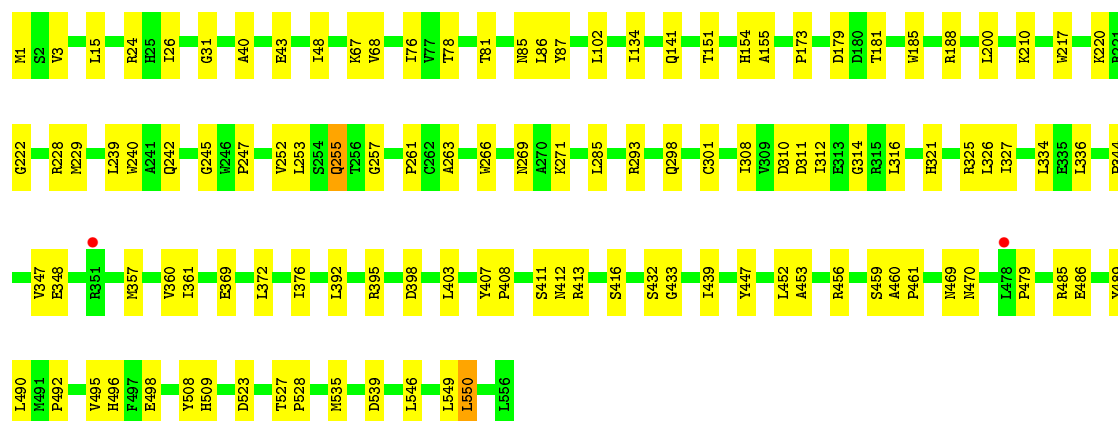 M1 S2 V3 L15 R24 H25 I26 G31 A40 E43 I48 K67 V68 I76 V77 T78 T81 N85 L86 Y87 L102 I134 Q141 T151 H154 A155 P173 D179 D180 T181 W185 R188 L200 K210 W217 K220
G222 R228 M229 L239 W240 A241 Q242 G245 W246 P247 V252 L253 S254 Q255 T256 G257 P261 C262 A263 W266 N269 A270 K271 L285 R293 Q298 C301 I308 V309 D310 D311 I312 E313 G314 R315 L316 H321 R325 L326 I327 L334 E335 L336
V347 E348 R351 M357 V360 I361 E369 L372 I376 L392 R395 D398 L403 Y407 P408 S411 N412 R413 S416 S432 G433 I439 Y447 L452 A453 R456 S459 A460 P461 N469 N470 L478 P479 R485 E486
L490 M491 P492 V495 H496 F497 E498 Y508 H509 D523 T527 P528 M535 D539 L546 L549 L550 L556